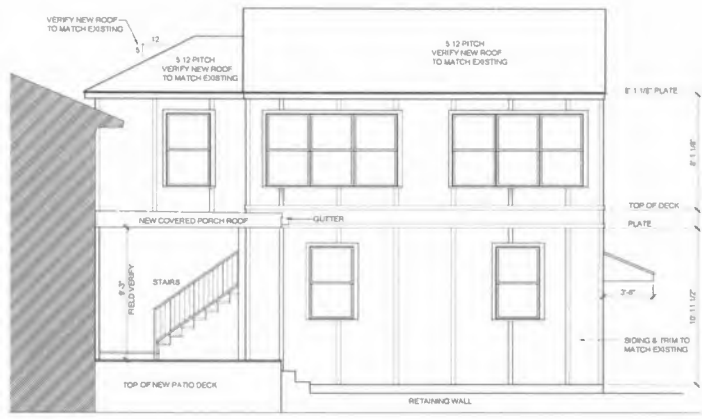 VERIFY NEW ROOF
TO MATCH EXISTING
12
5
5 12 PITCH
VERIFY NEW ROOF
TO MATCH EXISTING
5 12 PITCH
VERIFY NEW ROOF
TO MATCH EXISTING
8' 1 1/8" PLATE
8' 1 1/8"
TOP OF DECK
NEW COVERED PORCH ROOF
GUTTER
PLATE
STAIRS
FIELD VERIFY
3'-6"
10' 11 1/2"
SIDING & TRIM TO
MATCH EXISTING
TOP OF NEW PATIO DECK
RETAINING WALL